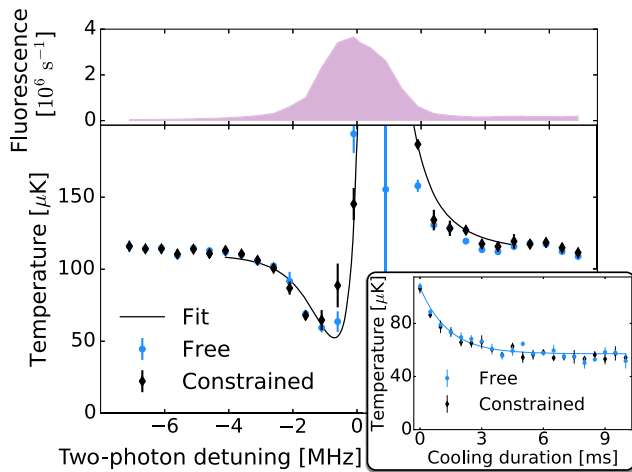 4
2
0
Fluorescence
[10⁶ s⁻¹]
150
100
50
0
Temperature [μK]
Fit
Free
Constrained
−6
−4
−2
0
Two-photon detuning [MHz]
80
60
40
Temperature [μK]
Free
Constrained
0
3
6
9
Cooling duration [ms]